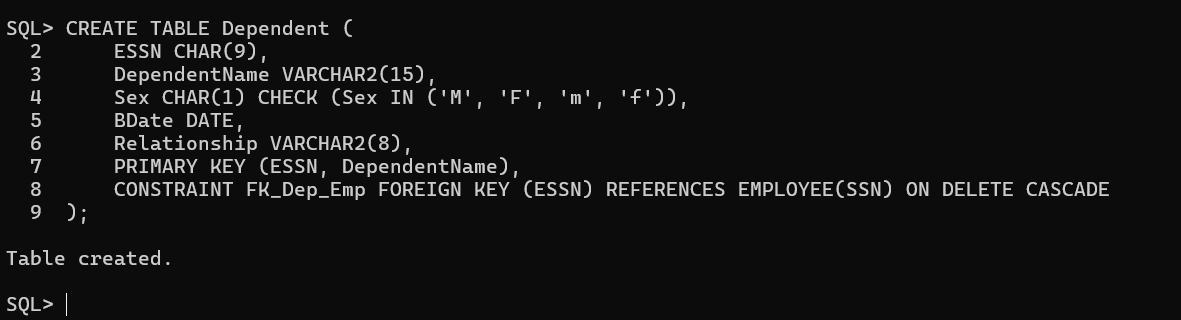 SQL> CREATE TABLE Dependent (
  2      ESSN CHAR(9),
  3      DependentName VARCHAR2(15),
  4      Sex CHAR(1) CHECK (Sex IN ('M', 'F', 'm', 'f')),
  5      BDate DATE,
  6      Relationship VARCHAR2(8),
  7      PRIMARY KEY (ESSN, DependentName),
  8      CONSTRAINT FK_Dep_Emp FOREIGN KEY (ESSN) REFERENCES EMPLOYEE(SSN) ON DELETE CASCADE
  9  );
Table created.
SQL>